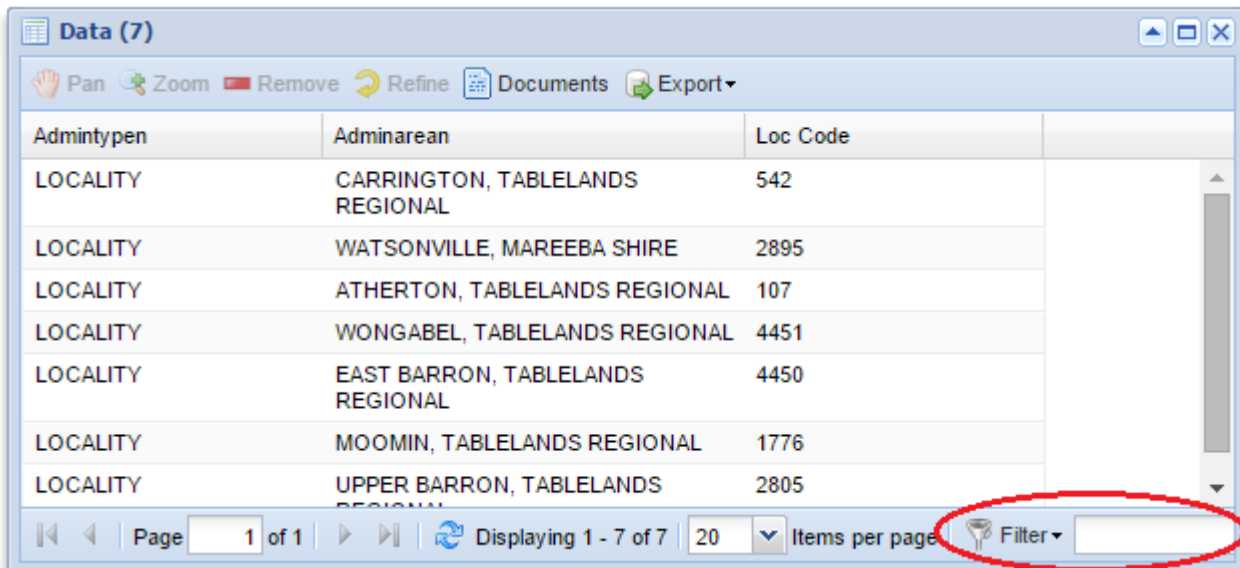 Data (7)
Pan Zoom Remove Refine Documents Export
Admintypen Adminarean Loc Code
LOCALITY CARRINGTON, TABLELANDS 542
REGIONAL
LOCALITY WATSONVILLE, MAREEBA SHIRE 2895
LOCALITY ATHERTON, TABLELANDS REGIONAL 107
LOCALITY WONGABEL, TABLELANDS REGIONAL 4451
LOCALITY EAST BARRON, TABLELANDS 4450
REGIONAL
LOCALITY MOOMIN, TABLELANDS REGIONAL 1776
LOCALITY UPPER BARRON, TABLELANDS 2805
REGIONAL
Page 1 of 1 Displaying 1 - 7 of 7 20 Items per page Filter